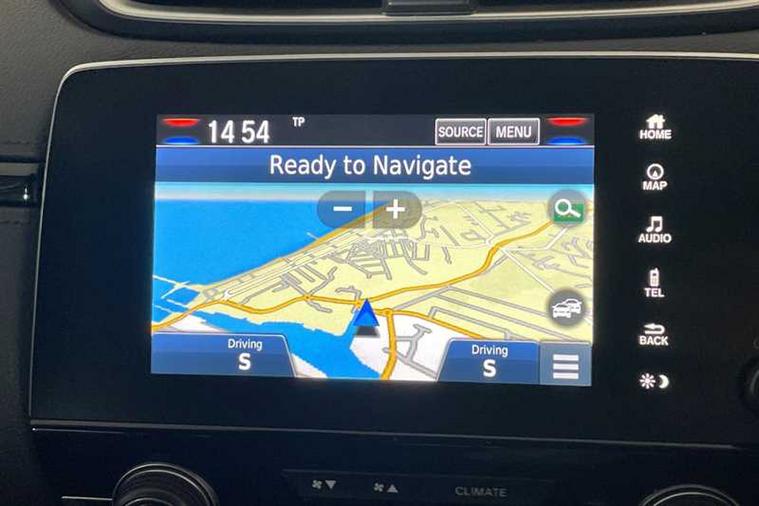 14 54
TP
SOURCE
MENU
Ready to Navigate
Driving
S
Driving
S
HOME
MAP
AUDIO
TEL
BACK
CLIMATE